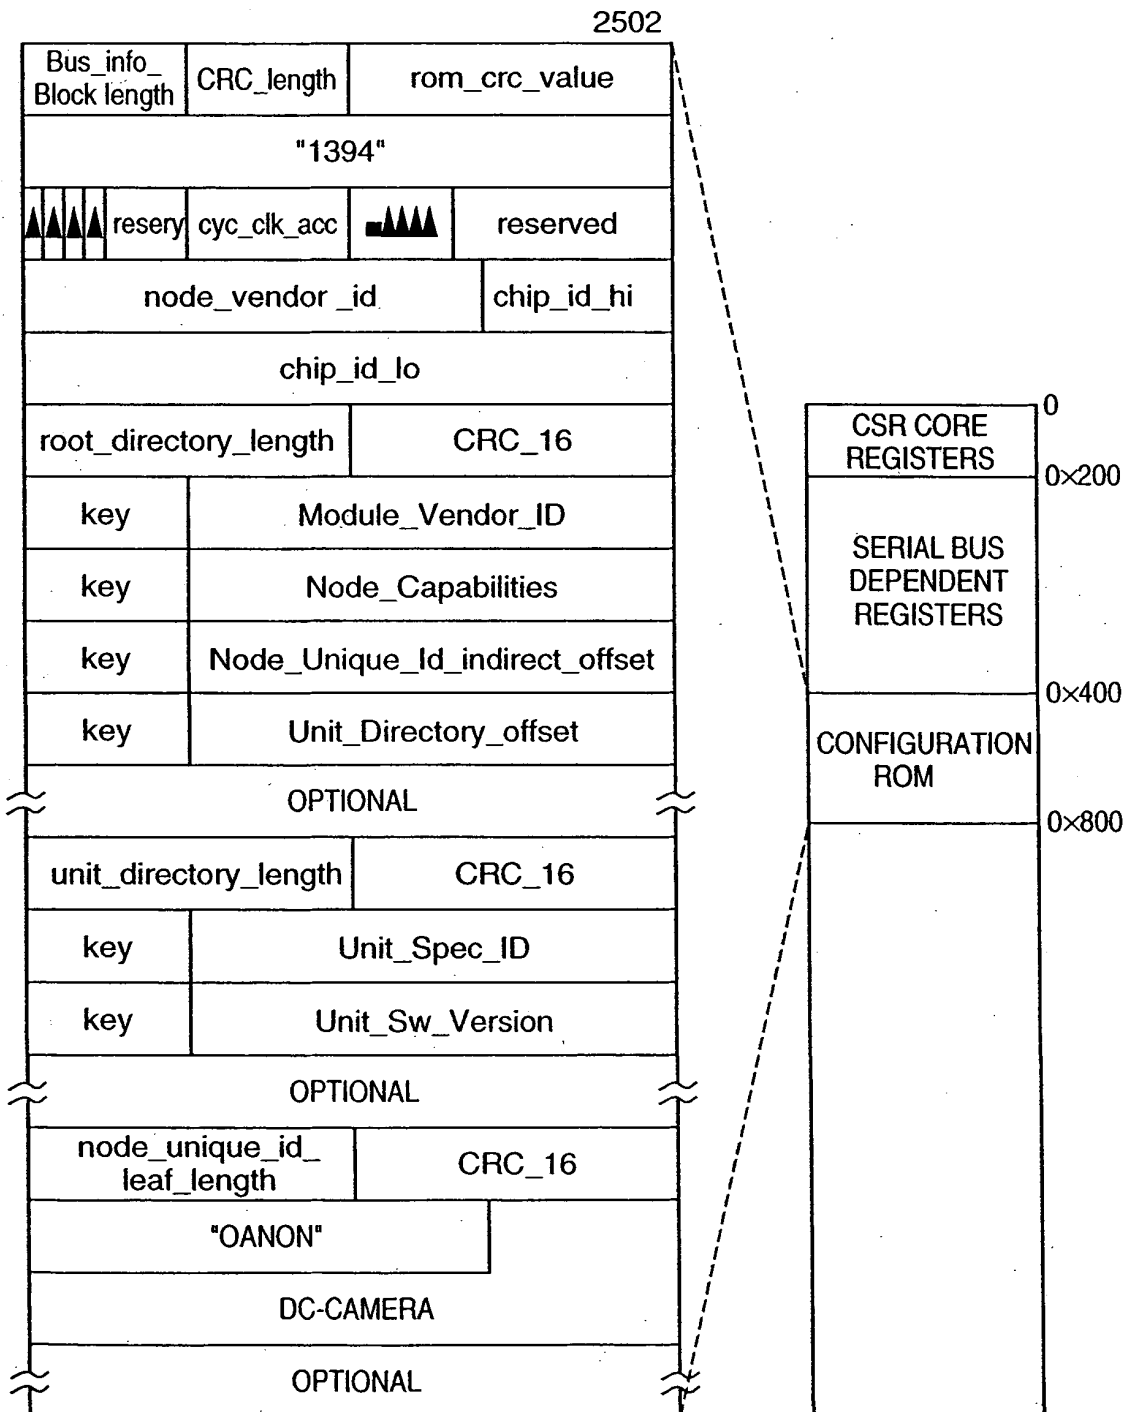 2502
Bus_info_
Block length
CRC_length
rom_crc_value
"1394"
reserv
cyc_clk_acc
reserved
node_vendor _id
chip_id_hi
chip_id_lo
root_directory_length
CRC_16
key
Module_Vendor_ID
key
Node_Capabilities
key
Node_Unique_Id_indirect_offset
key
Unit_Directory_offset
OPTIONAL
unit_directory_length
CRC_16
key
Unit_Spec_ID
key
Unit_Sw_Version
OPTIONAL
node_unique_id_
leaf_length
CRC_16
"OANON"
DC-CAMERA
OPTIONAL
0
CSR CORE
REGISTERS
0×200
SERIAL BUS
DEPENDENT
REGISTERS
0×400
CONFIGURATION
ROM
0×800